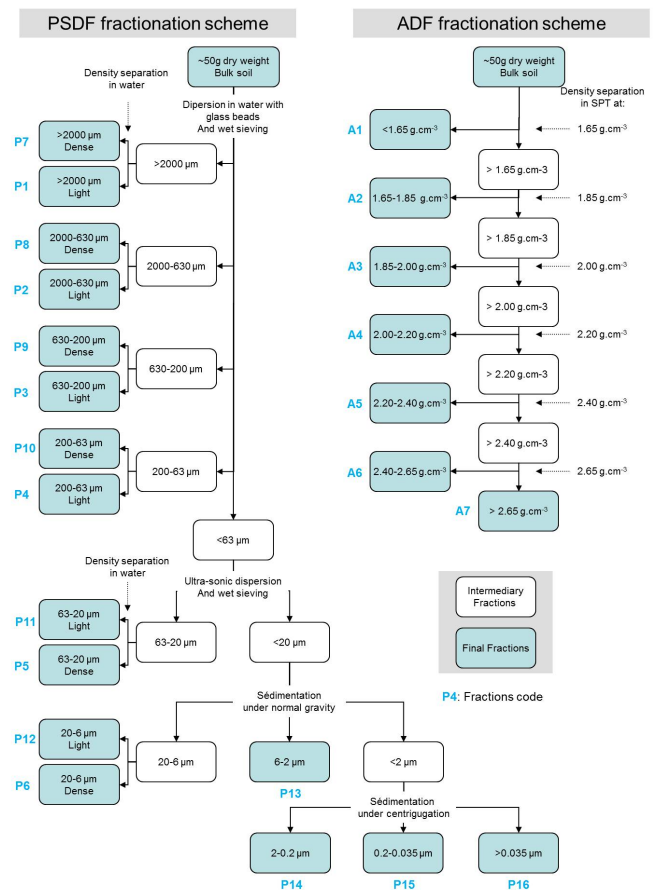 PSDF fractionation scheme
~50g dry weight
Bulk soil
Density separation
in water
Dispersion in water with
glass beads
And wet sieving
P7
>2000 µm
Dense
P1
>2000 µm
Light
>2000 µm
P8
2000-630 µm
Dense
P2
2000-630 µm
Light
2000-630 µm
P9
630-200 µm
Dense
P3
630-200 µm
Light
630-200 µm
P10
200-63 µm
Dense
P4
200-63 µm
Light
200-63 µm
<63 µm
Density separation
in water
Ultra-sonic dispersion
And wet sieving
P11
63-20 µm
Light
P5
63-20 µm
Dense
63-20 µm
<20 µm
Sédimentation
under normal gravity
P12
20-6 µm
Light
P6
20-6 µm
Dense
20-6 µm
6-2 µm
P13
<2 µm
Sédimentation
under centrigugation
2-0.2 µm
P14
0.2-0.035 µm
P15
>0.035 µm
P16
ADF fractionation scheme
~50g dry weight
Bulk soil
Density separation
in SPT at:
A1
<1.65 g.cm⁻³
1.65 g.cm⁻³
> 1.65 g.cm-3
A2
1.65-1.85 g.cm⁻³
1.85 g.cm⁻³
> 1.85 g.cm-3
A3
1.85-2.00 g.cm⁻³
2.00 g.cm⁻³
> 2.00 g.cm-3
A4
2.00-2.20 g.cm⁻³
2.20 g.cm⁻³
> 2.20 g.cm-3
A5
2.20-2.40 g.cm⁻³
2.40 g.cm⁻³
> 2.40 g.cm-3
A6
2.40-2.65 g.cm⁻³
2.65 g.cm⁻³
A7
> 2.65 g.cm⁻³
Intermediary
Fractions
Final Fractions
P4: Fractions code